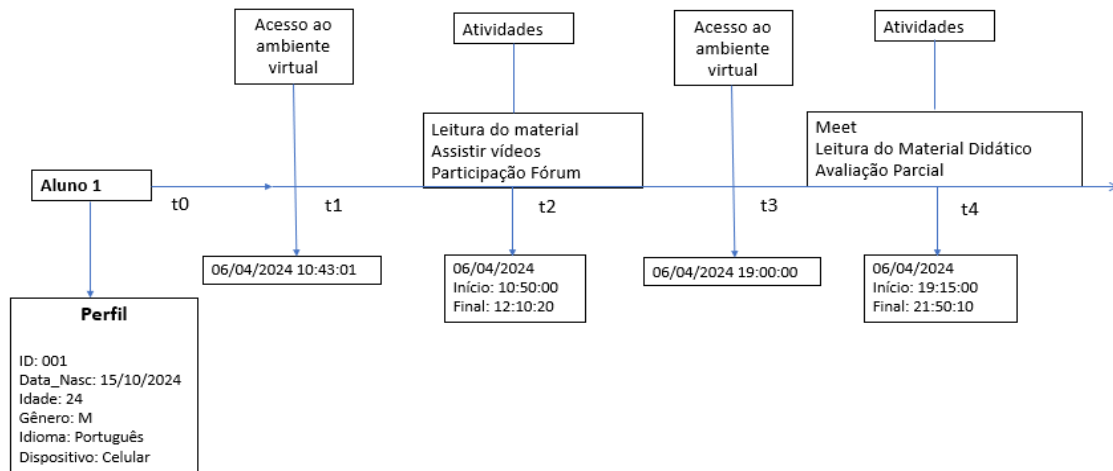 Acesso ao
ambiente
virtual
Atividades
Acesso ao
ambiente
virtual
Atividades
Leitura do material
Assistir vídeos
Participação Fórum
Meet
Leitura do Material Didático
Avaliação Parcial
Aluno 1
t0
t1
t2
t3
t4
06/04/2024 10:43:01
06/04/2024
Início: 10:50:00
Final: 12:10:20
06/04/2024 19:00:00
06/04/2024
Início: 19:15:00
Final: 21:50:10
Perfil
ID: 001
Data_Nasc: 15/10/2024
Idade: 24
Gênero: M
Idioma: Português
Dispositivo: Celular